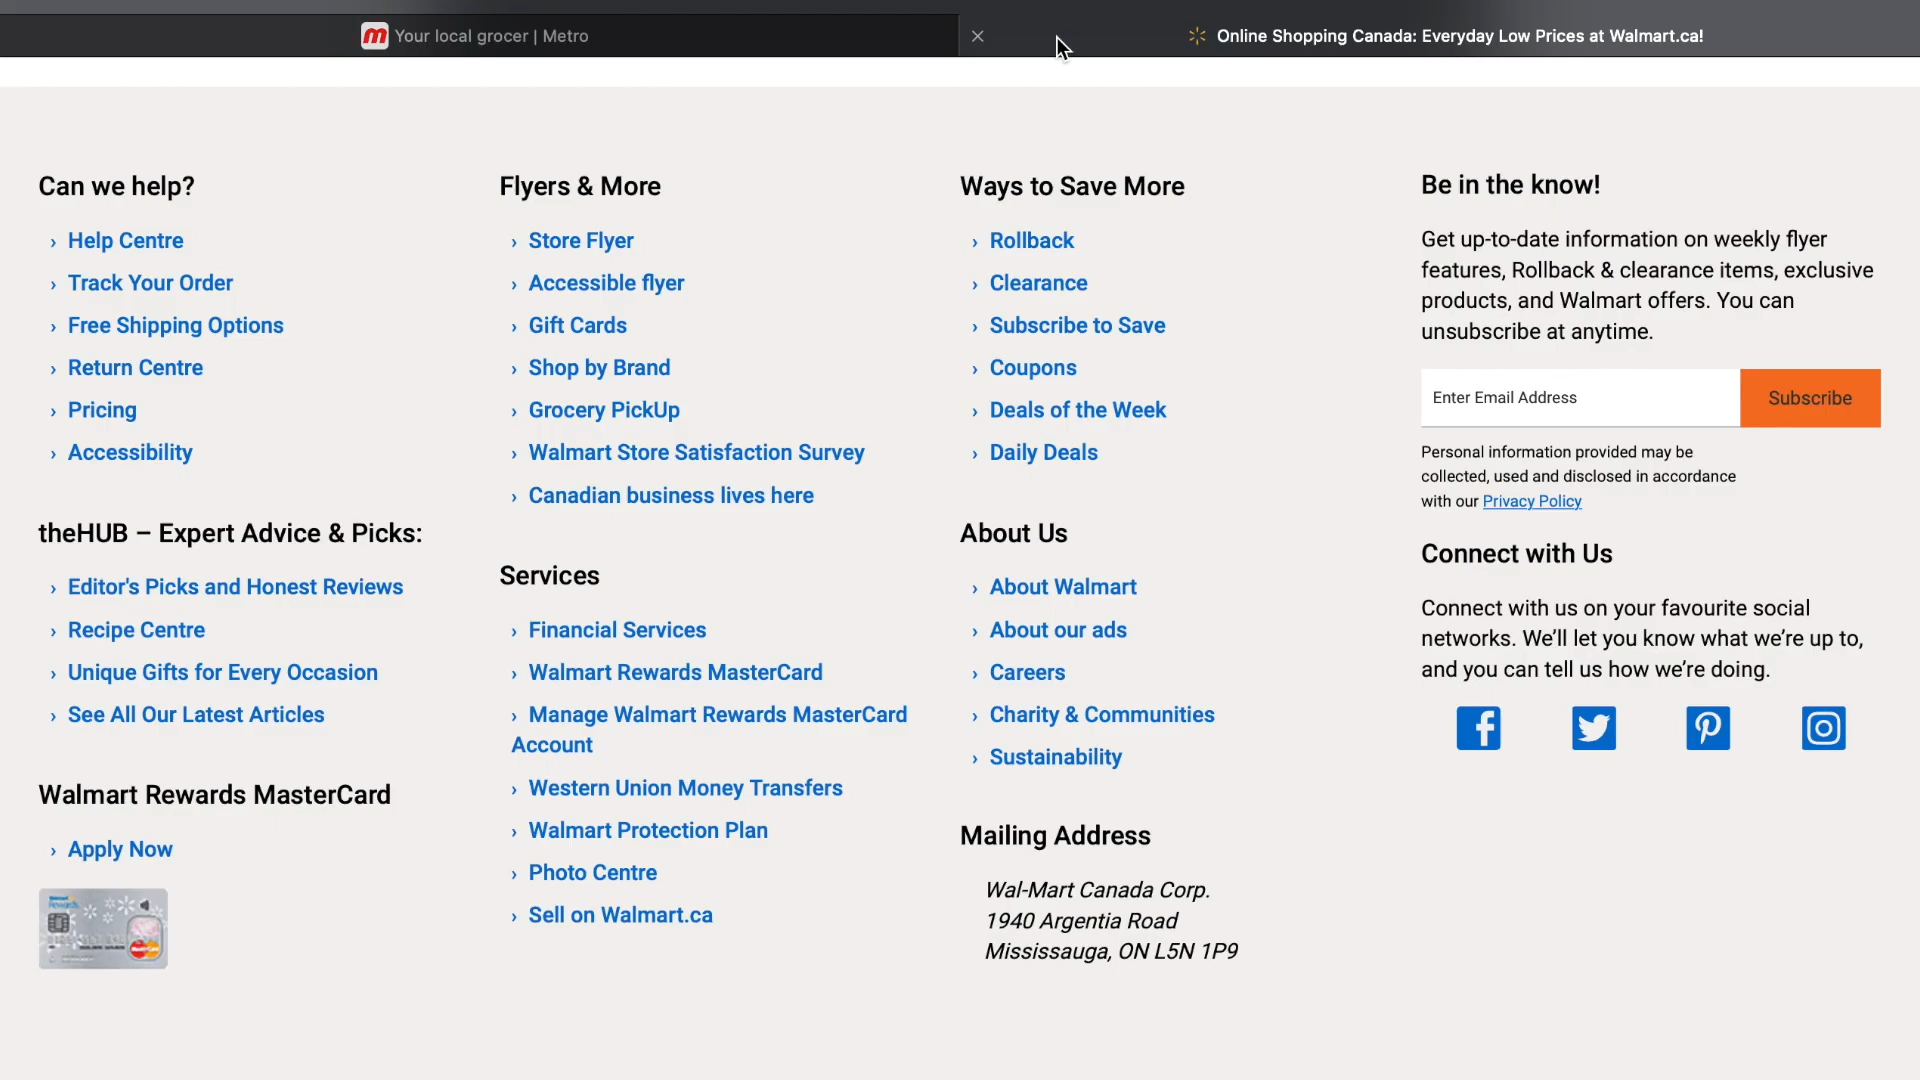 Your local grocer | Metro
Online Shopping Canada: Everyday Low Prices at Walmart.ca!
Can we help?
› Help Centre
› Track Your Order
› Free Shipping Options
› Return Centre
› Pricing
› Accessibility
theHUB – Expert Advice & Picks:
› Editor's Picks and Honest Reviews
› Recipe Centre
› Unique Gifts for Every Occasion
› See All Our Latest Articles
Walmart Rewards MasterCard
› Apply Now
Flyers & More
› Store Flyer
› Accessible flyer
› Gift Cards
› Shop by Brand
› Grocery PickUp
› Walmart Store Satisfaction Survey
› Canadian business lives here
Services
› Financial Services
› Walmart Rewards MasterCard
› Manage Walmart Rewards MasterCard
Account
› Western Union Money Transfers
› Walmart Protection Plan
› Photo Centre
› Sell on Walmart.ca
Ways to Save More
› Rollback
› Clearance
› Subscribe to Save
› Coupons
› Deals of the Week
› Daily Deals
About Us
› About Walmart
› About our ads
› Careers
› Charity & Communities
› Sustainability
Mailing Address
Wal-Mart Canada Corp.
1940 Argentia Road
Mississauga, ON L5N 1P9
Be in the know!
Get up-to-date information on weekly flyer
features, Rollback & clearance items, exclusive
products, and Walmart offers. You can
unsubscribe at anytime.
Enter Email Address
Subscribe
Personal information provided may be
collected, used and disclosed in accordance
with our Privacy Policy
Connect with Us
Connect with us on your favourite social
networks. We’ll let you know what we’re up to,
and you can tell us how we’re doing.